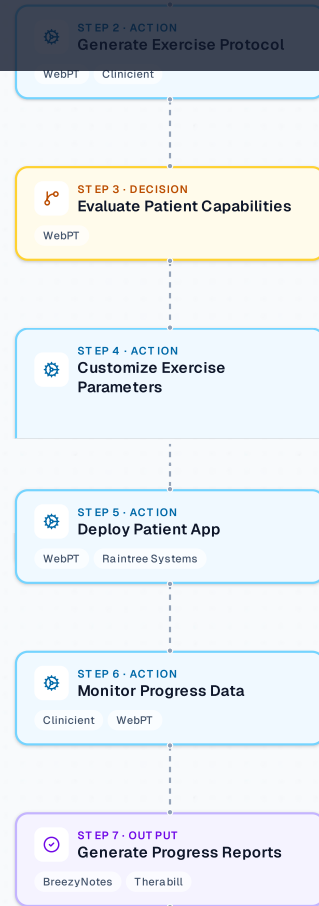 STEP 2 · ACTION
Generate Exercise Protocol
WebPT Clinicient
STEP 3 · DECISION
Evaluate Patient Capabilities
WebPT
STEP 4 · ACTION
Customize Exercise
Parameters
STEP 5 · ACTION
Deploy Patient App
WebPT Raintree Systems
STEP 6 · ACTION
Monitor Progress Data
Clinicient WebPT
STEP 7 · OUTPUT
Generate Progress Reports
BreezyNotes Therabill